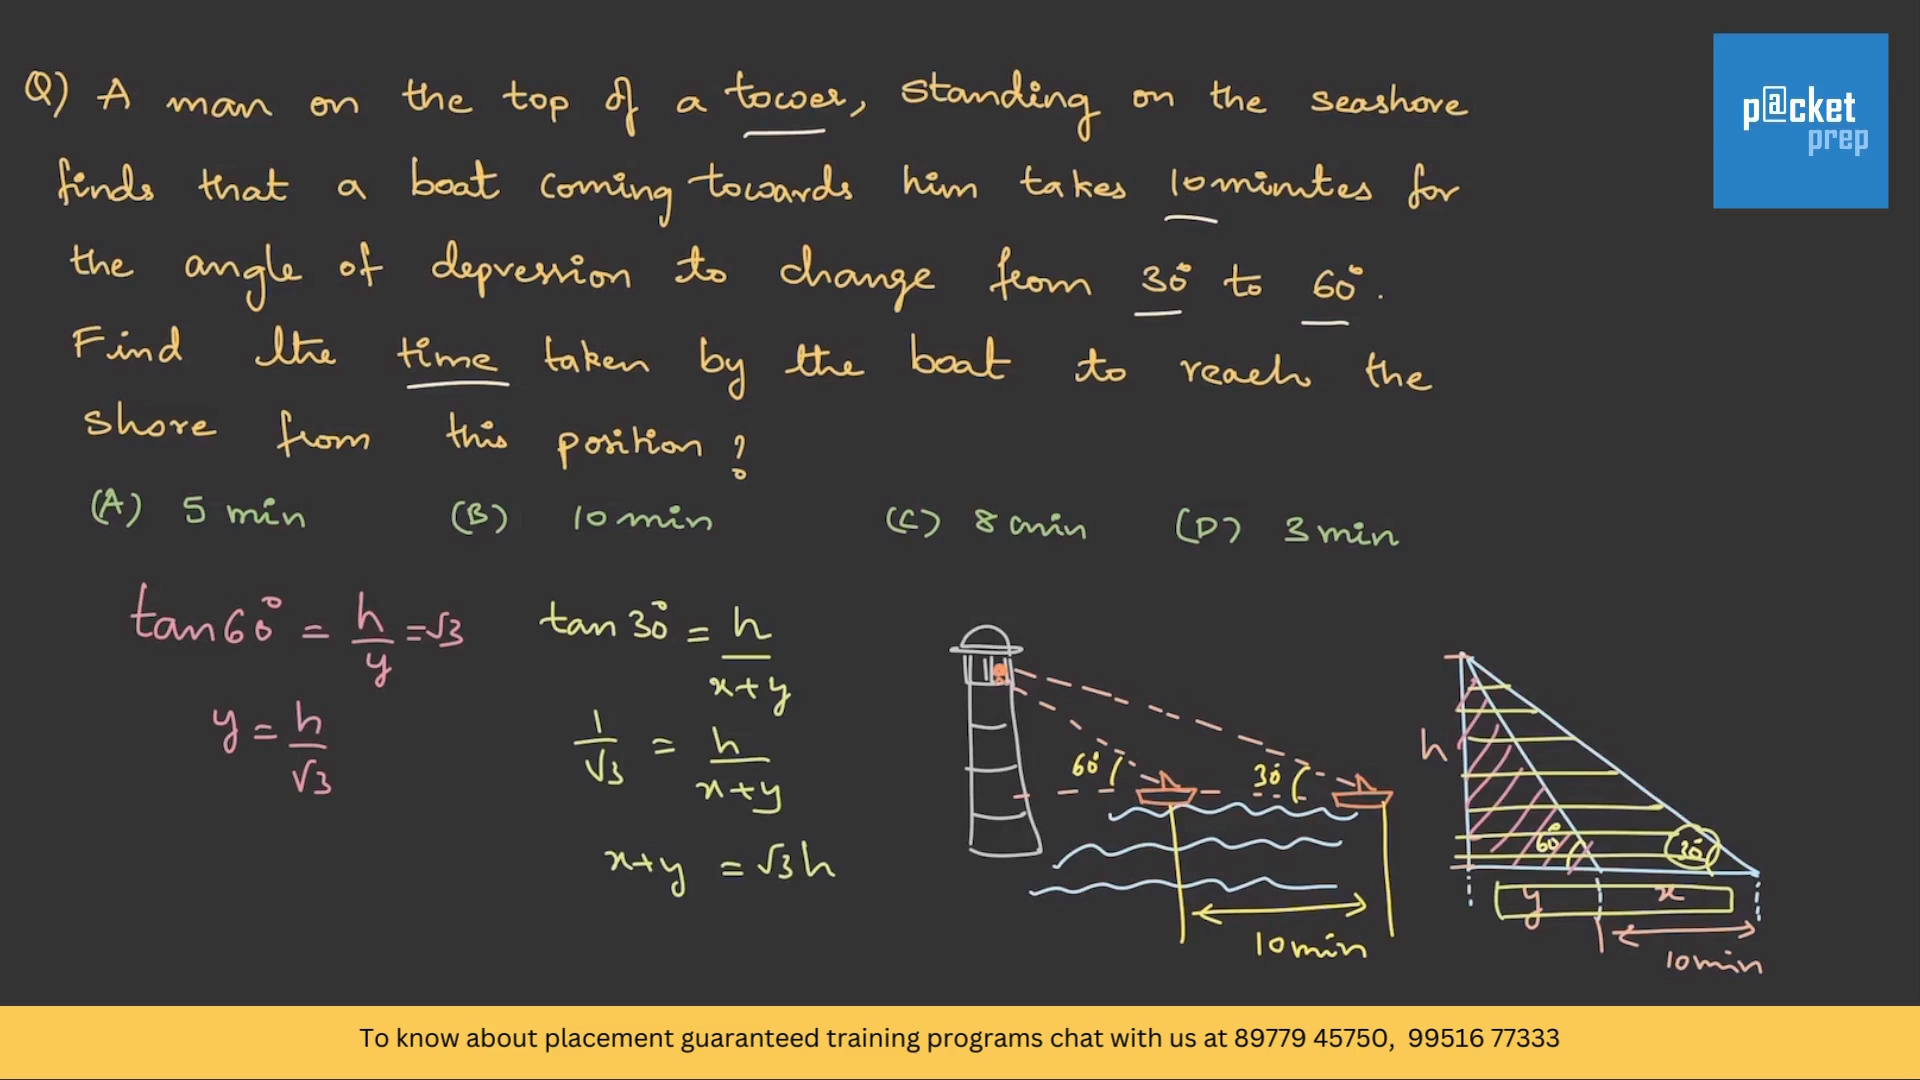 Q) A man on the top of a tower, standing on the seashore
finds that a boat coming towards him takes 10 minutes for
the angle of depression to change from 30° to 60°.
Find the time taken by the boat to reach the
shore from this position?
(A) 5 min (B) 10 min (C) 8 min (D) 3 min
tan 60° = h/y = √3
y = h/√3
tan 30° = h/x+y
1/√3 = h/x+y
x+y = √3 h
60° 30°
10 min
h
60° 30°
y x
10 min
p@cket
prep
To know about placement guaranteed training programs chat with us at 89779 45750, 99516 77333